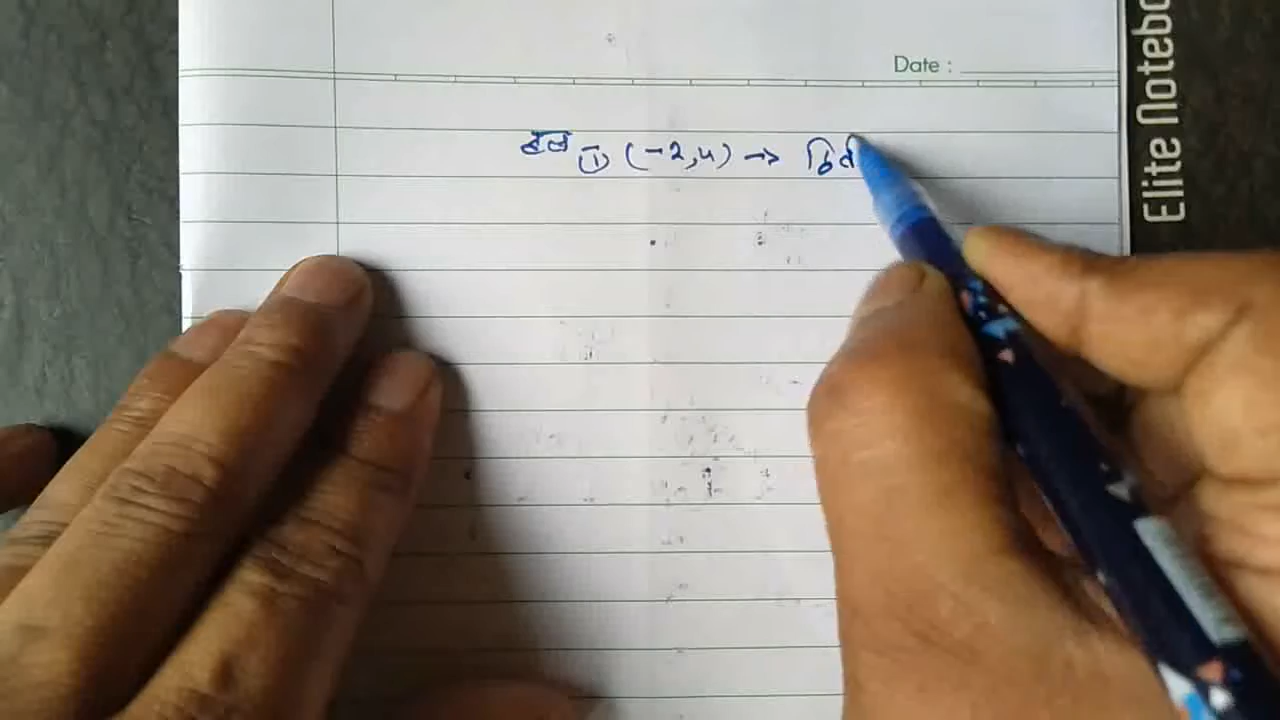 Date :
हल ① (-2,4) → द्वि
Elite Notebo